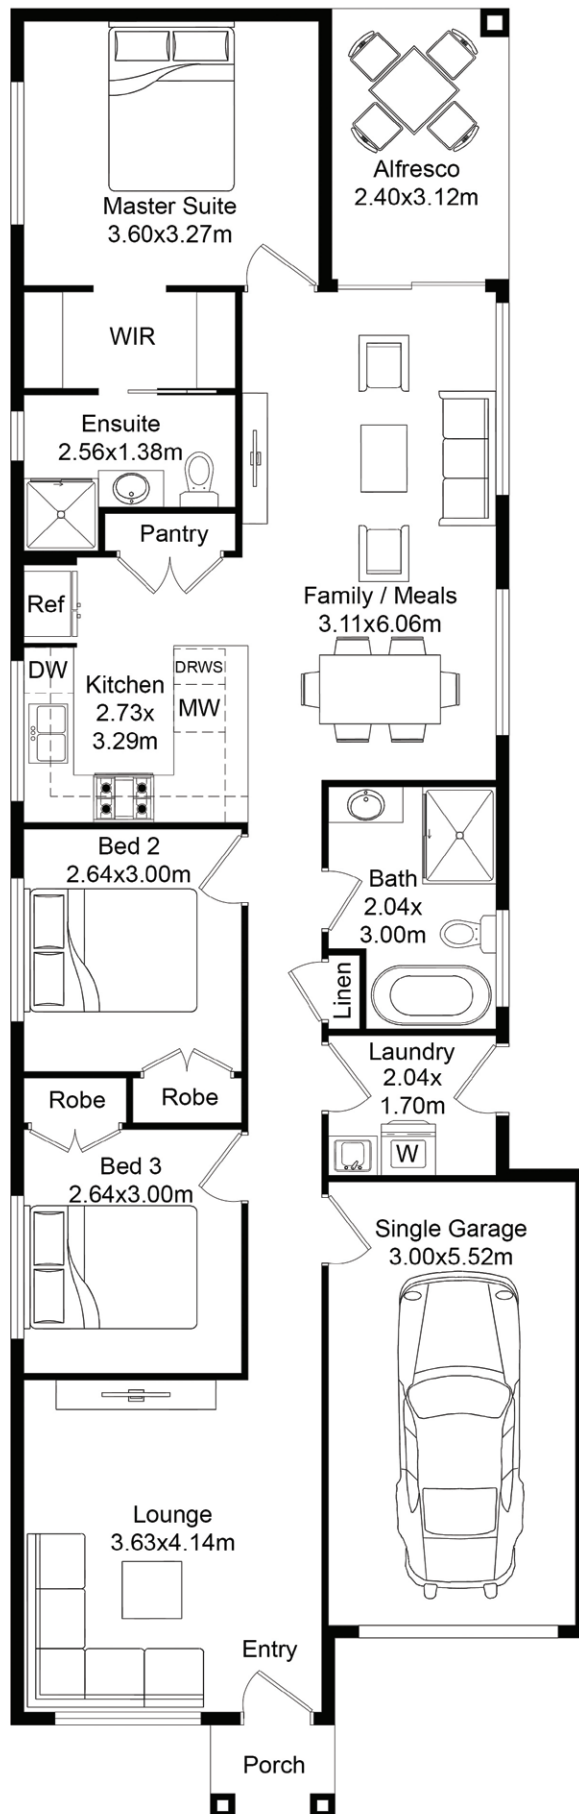 Alfresco
2.40x3.12m
Master Suite
3.60x3.27m
WIR
Ensuite
2.56x1.38m
Pantry
Ref
Family / Meals
3.11x6.06m
DW
DRWS
MW
Kitchen
2.73x
3.29m
Bed 2
2.64x3.00m
Bath
2.04x
3.00m
Linen
Laundry
2.04x
1.70m
W
Robe
Robe
Bed 3
2.64x3.00m
Single Garage
3.00x5.52m
Lounge
3.63x4.14m
Entry
Porch